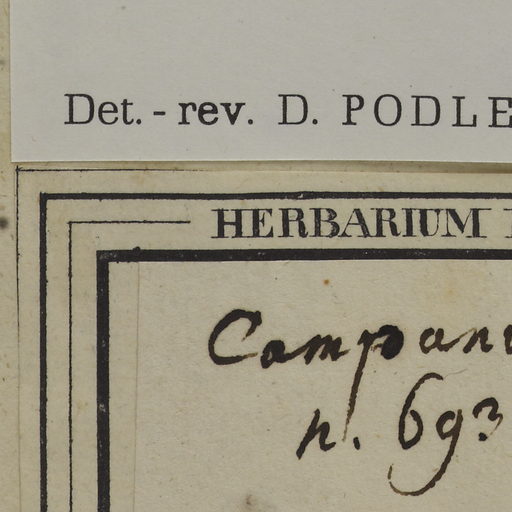 Det. - rev. D. PODLE
HERBARIUM
Campan
n. 693